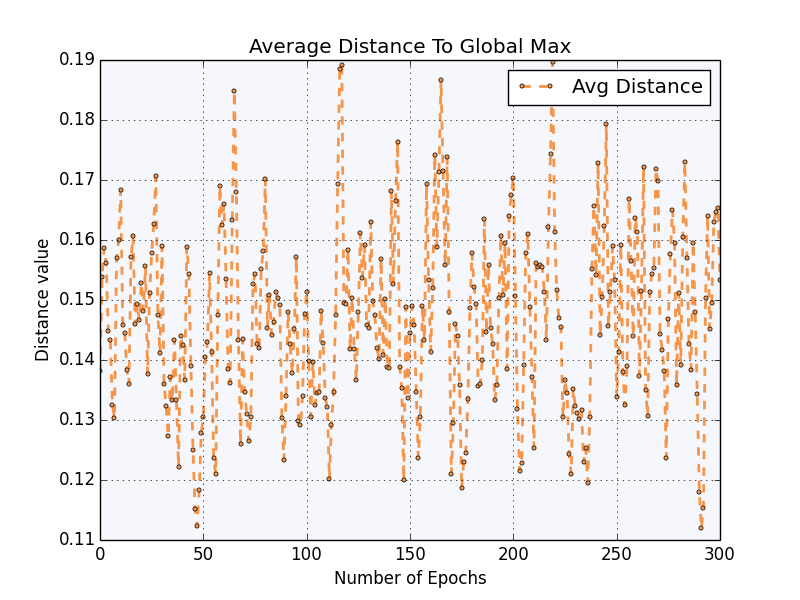 Average Distance To Global Max
Avg Distance
Distance value
0.19
0.18
0.17
0.16
0.15
0.14
0.13
0.12
0.11
0 50 100 150 200 250 300
Number of Epochs